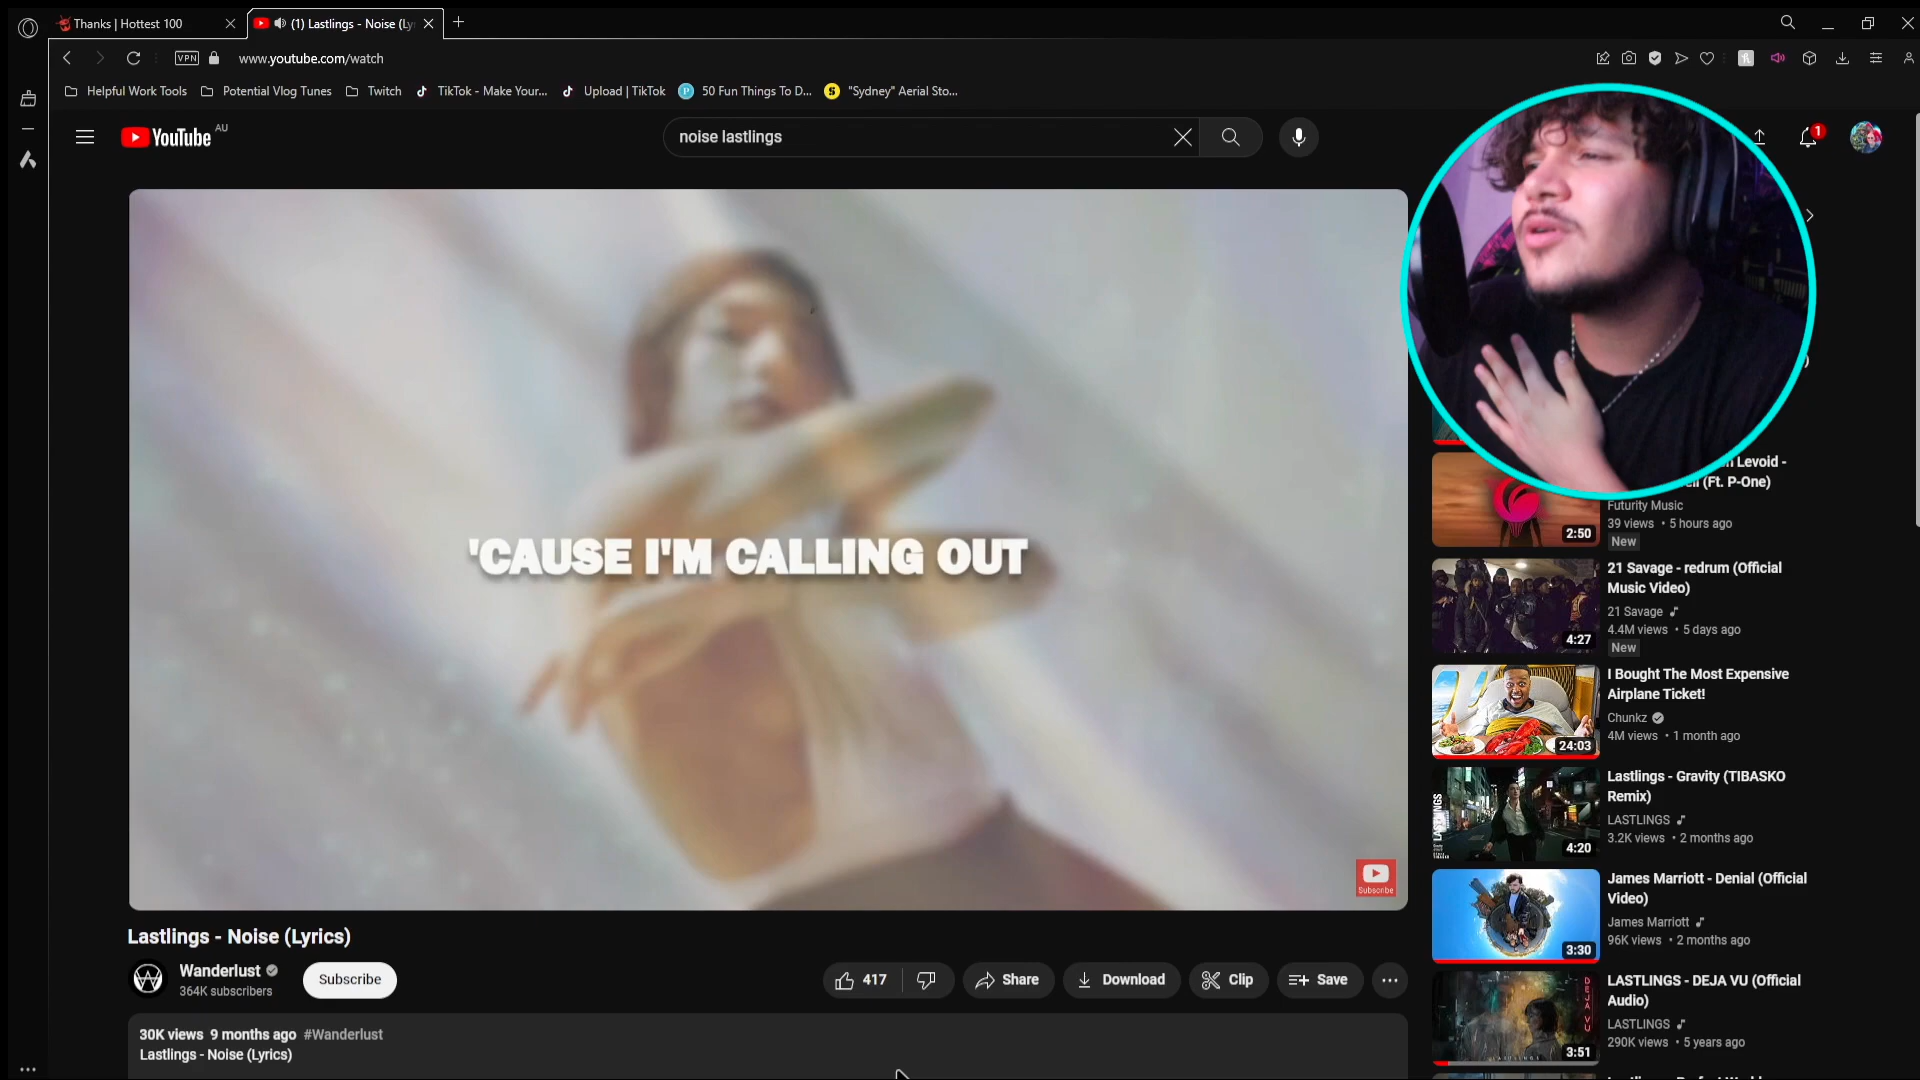 Thanks | Hottest 100
(1) Lastlings - Noise (Ly
VPN
www.youtube.com/watch
Helpful Work Tools
Potential Vlog Tunes
Twitch
TikTok - Make Your...
Upload | TikTok
50 Fun Things To D...
"Sydney" Aerial Sto...
YouTube
AU
noise lastlings
1
'CAUSE I'M CALLING OUT
Subscribe
Levoid -
(Ft. P-One)
Futurity Music
39 views • 5 hours ago
New
2:50
21 Savage - redrum (Official
Music Video)
21 Savage
4.4M views • 5 days ago
New
4:27
I Bought The Most Expensive
Airplane Ticket!
Chunkz
4M views • 1 month ago
24:03
Lastlings - Gravity (TIBASKO
Remix)
LASTLINGS
3.2K views • 2 months ago
4:20
James Marriott - Denial (Official
Video)
James Marriott
96K views • 2 months ago
3:30
LASTLINGS - DEJA VU (Official
Audio)
LASTLINGS
290K views • 5 years ago
3:51
DEJA VU
Lastlings - Noise (Lyrics)
Wanderlust
364K subscribers
Subscribe
417
Share
Download
Clip
Save
30K views 9 months ago #Wanderlust
Lastlings - Noise (Lyrics)